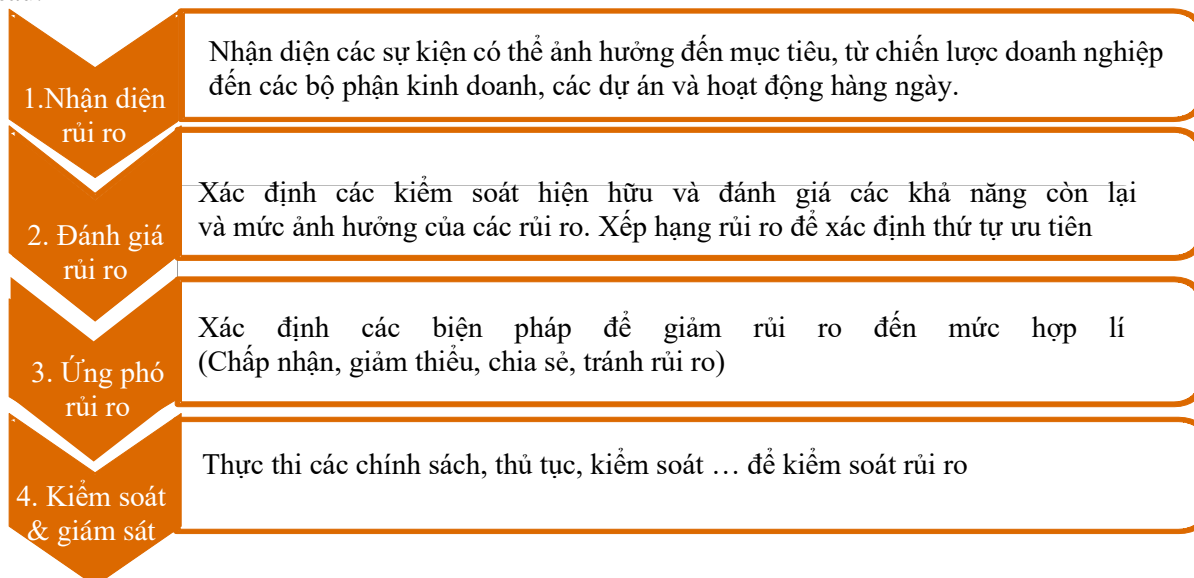 1.Nhận diện
rủi ro
Nhận diện các sự kiện có thể ảnh hưởng đến mục tiêu, từ chiến lược doanh nghiệp
đến các bộ phận kinh doanh, các dự án và hoạt động hàng ngày.
2. Đánh giá
rủi ro
Xác định các kiểm soát hiện hữu và đánh giá các khả năng còn lại
và mức ảnh hưởng của các rủi ro. Xếp hạng rủi ro để xác định thứ tự ưu tiên
3. Ứng phó
rủi ro
Xác định các biện pháp để giảm rủi ro đến mức hợp lí
(Chấp nhận, giảm thiểu, chia sẻ, tránh rủi ro)
4. Kiểm soát
& giám sát
Thực thi các chính sách, thủ tục, kiểm soát … để kiểm soát rủi ro